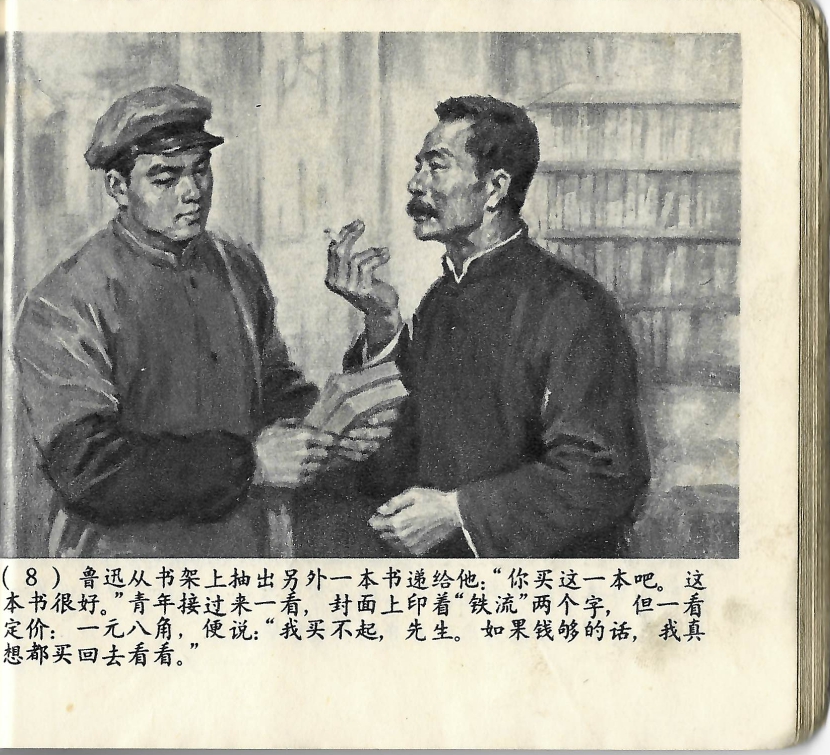 (8)鲁迅从书架上抽出另外一本书递给他:“你买这一本吧。这
本书很好。”青年接过来一看,封面上印着“铁流”两个字,但一看
定价:一元八角,便说:“我买不起,先生。如果钱够的话,我真
想都买回去看看。”